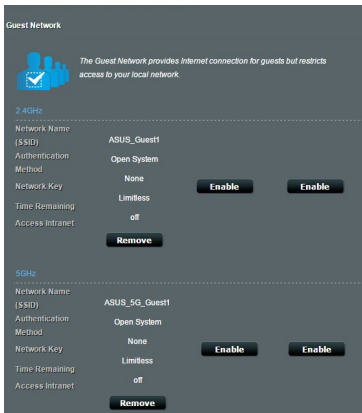 Guest Network
The Guest Network provides Internet connection for guests but restricts
access to your local network.
2.4GHz
Network Name
(SSID)
ASUS_Guest1
Authentication
Method
Open System
Network Key
None
Enable
Enable
Time Remaining
Limitless
Access Intranet
off
Remove
5GHz
Network Name
(SSID)
ASUS_5G_Guest1
Authentication
Method
Open System
Network Key
None
Enable
Enable
Time Remaining
Limitless
Access Intranet
off
Remove